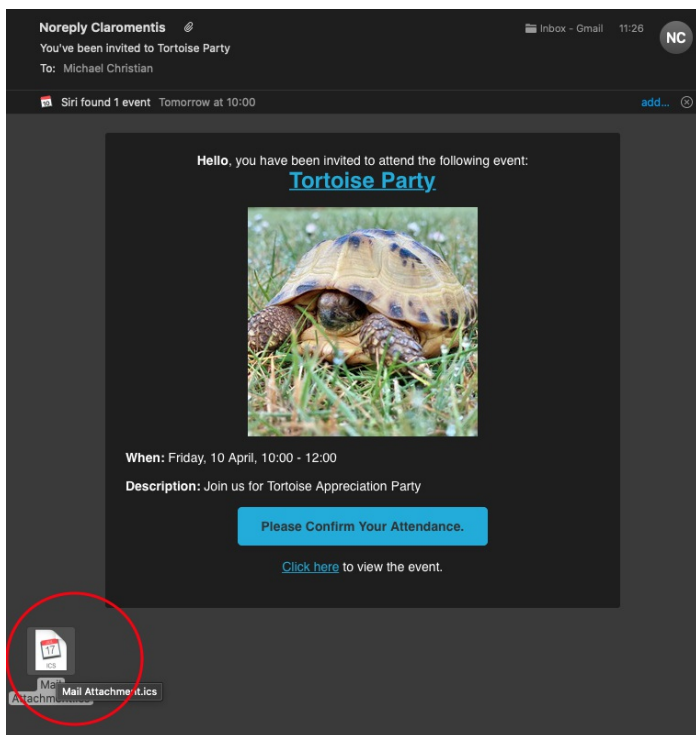 Noreply Claromentis
Inbox - Gmail 11:26
NC
You've been invited to Tortoise Party
To: Michael Christian
10 Siri found 1 event Tomorrow at 10:00 add...
Hello, you have been invited to attend the following event:
Tortoise Party
When: Friday, 10 April, 10:00 - 12:00
Description: Join us for Tortoise Appreciation Party
Please Confirm Your Attendance.
Click here to view the event.
17
ICS
Mail
Mail Attachment.ics